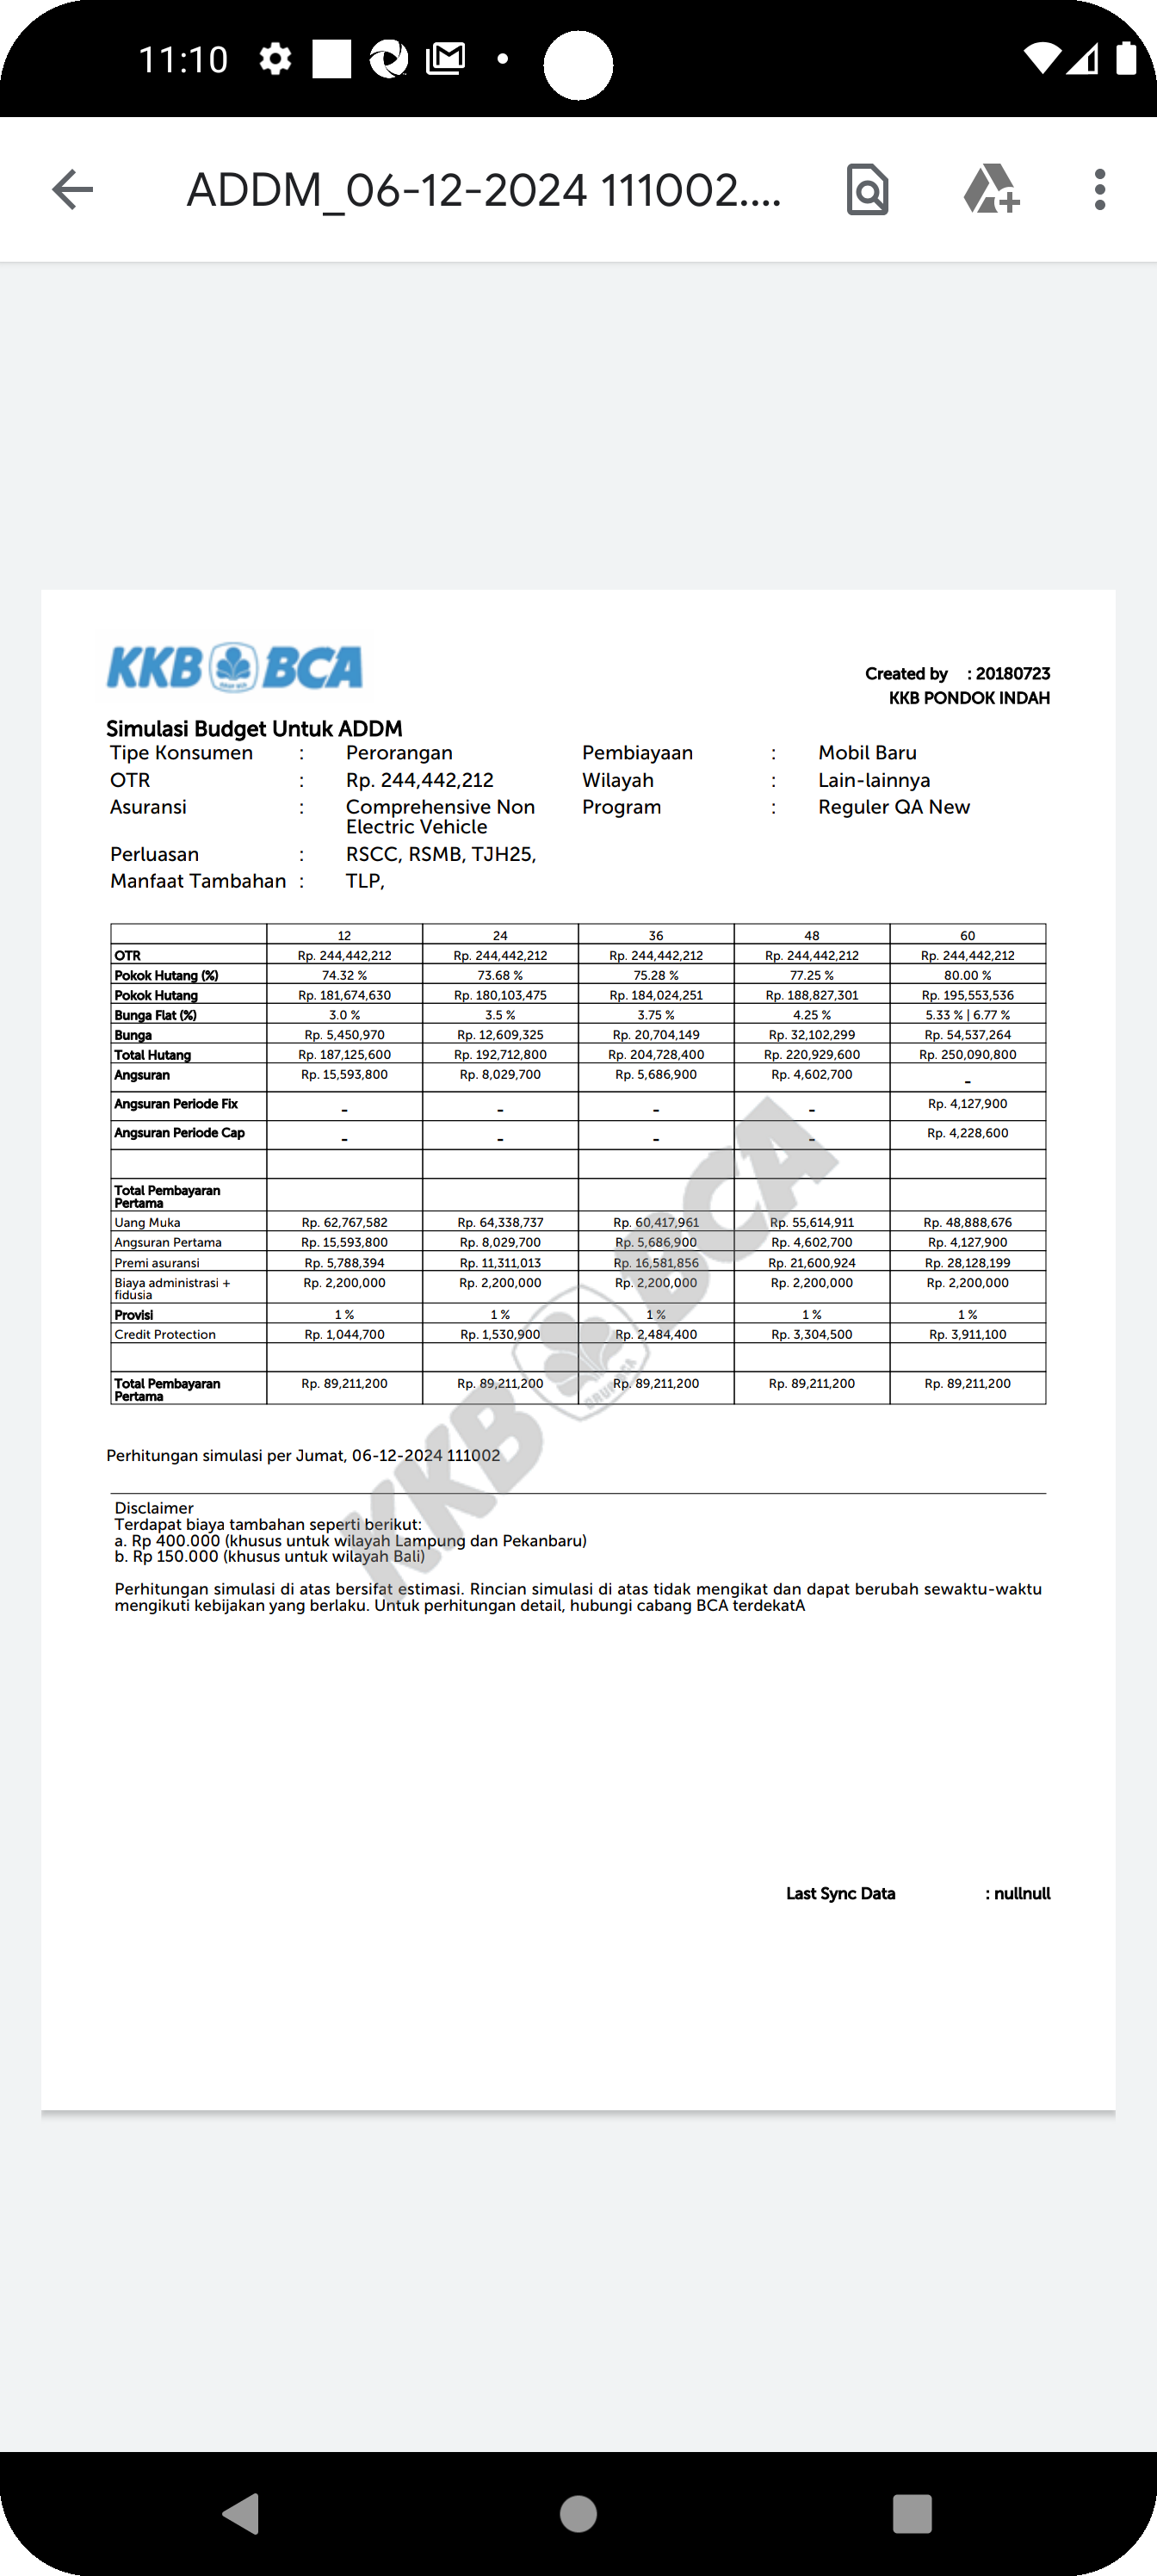 11:10
ADDM_06-12-2024 111002....
KKB BCA
Created by : 20180723
KKB PONDOK INDAH
Simulasi Budget Untuk ADDM
Tipe Konsumen : Perorangan Pembiayaan : Mobil Baru
OTR : Rp. 244,442,212 Wilayah : Lain-lainnya
Asuransi : Comprehensive Non Program : Reguler QA New
Electric Vehicle
Perluasan : RSCC, RSMB, TJH25,
Manfaat Tambahan : TLP,
12 24 36 48 60
OTR Rp. 244,442,212 Rp. 244,442,212 Rp. 244,442,212 Rp. 244,442,212 Rp. 244,442,212
Pokok Hutang (%) 74.32 % 73.68 % 75.28 % 77.25 % 80.00 %
Pokok Hutang Rp. 181,674,630 Rp. 180,103,475 Rp. 184,024,251 Rp. 188,827,301 Rp. 195,553,536
Bunga Flat (%) 3.0 % 3.5 % 3.75 % 4.25 % 5.33 % | 6.77 %
Bunga Rp. 5,450,970 Rp. 12,609,325 Rp. 20,704,149 Rp. 32,102,299 Rp. 54,537,264
Total Hutang Rp. 187,125,600 Rp. 192,712,800 Rp. 204,728,400 Rp. 220,929,600 Rp. 250,090,800
Angsuran Rp. 15,593,800 Rp. 8,029,700 Rp. 5,686,900 Rp. 4,602,700 -
Angsuran Periode Fix - - - - Rp. 4,127,900
Angsuran Periode Cap - - - - Rp. 4,228,600
Total Pembayaran
Pertama
Uang Muka Rp. 62,767,582 Rp. 64,338,737 Rp. 60,417,961 Rp. 55,614,911 Rp. 48,888,676
Angsuran Pertama Rp. 15,593,800 Rp. 8,029,700 Rp. 5,686,900 Rp. 4,602,700 Rp. 4,127,900
Premi asuransi Rp. 5,788,394 Rp. 11,311,013 Rp. 16,581,856 Rp. 21,600,924 Rp. 28,128,199
Biaya administrasi + Rp. 2,200,000 Rp. 2,200,000 Rp. 2,200,000 Rp. 2,200,000 Rp. 2,200,000
fidusia
Provisi 1 % 1 % 1 % 1 % 1 %
Credit Protection Rp. 1,044,700 Rp. 1,530,900 Rp. 2,484,400 Rp. 3,304,500 Rp. 3,911,100
Total Pembayaran Rp. 89,211,200 Rp. 89,211,200 Rp. 89,211,200 Rp. 89,211,200 Rp. 89,211,200
Pertama
KKB BCA
Perhitungan simulasi per Jumat, 06-12-2024 111002
Disclaimer
Terdapat biaya tambahan seperti berikut:
a. Rp 400.000 (khusus untuk wilayah Lampung dan Pekanbaru)
b. Rp 150.000 (khusus untuk wilayah Bali)
Perhitungan simulasi di atas bersifat estimasi. Rincian simulasi di atas tidak mengikat dan dapat berubah sewaktu-waktu
mengikuti kebijakan yang berlaku. Untuk perhitungan detail, hubungi cabang BCA terdekatA
Last Sync Data : nullnull